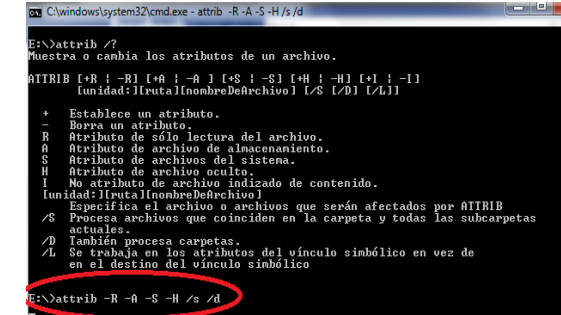 C:\windows\system32\cmd.exe - attrib -R -A -S -H /s /d
E:\>attrib /?
Muestra o cambia los atributos de un archivo.
ATTRIB [+R ¦ -R] [+A ¦ -A ] [+S ¦ -S] [+H ¦ -H] [+I ¦ -I]
[unidad:][ruta][nombreDeArchivo] [/S [/D] [/L]]
+ Establece un atributo.
- Borra un atributo.
R Atributo de sólo lectura del archivo.
A Atributo de archivo de almacenamiento.
S Atributo de archivos del sistema.
H Atributo de archivo oculto.
I No atributo de archivo indizado de contenido.
[unidad:][ruta][nombreDeArchivo]
Especifica el archivo o archivos que serán afectados por ATTRIB
/S Procesa archivos que coinciden en la carpeta y todas las subcarpetas
actuales.
/D También procesa carpetas.
/L Se trabaja en los atributos del vínculo simbólico en vez de
en el destino del vínculo simbólico
E:\>attrib -R -A -S -H /s /d